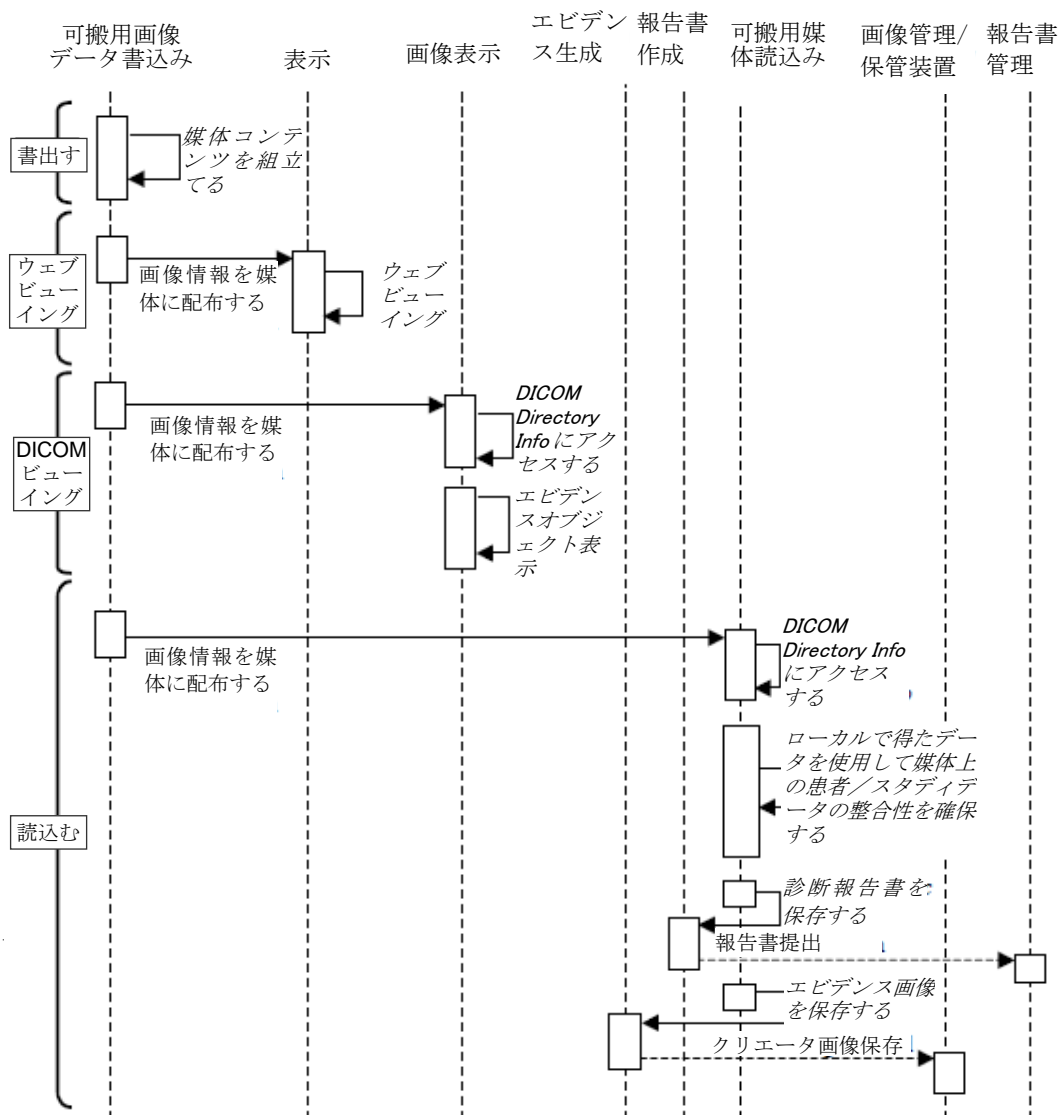 可搬用画像
データ書込み
表示
画像表示
エビデン
ス生成
報告書
作成
可搬用媒
体読込み
画像管理/
保管装置
報告書
管理
書出す
媒体コンテ
ンツを組立
てる
ウェブ
ビュー
イング
画像情報を媒
体に配布する
ウェブ
ビュー
イング
DICOM
ビュー
イング
画像情報を媒
体に配布する
DICOM
Directory
Infoにアク
セスする
エビデン
スオブジ
ェクト表
示
読込む
画像情報を媒
体に配布する
DICOM
Directory Info
にアクセス
する
ローカルで得たデー
タを使用して媒体上
の患者／スタディデ
ータの整合性を確保
する
診断報告書を
保存する
報告書提出
エビデンス画像
を保存する
クリエータ画像保存